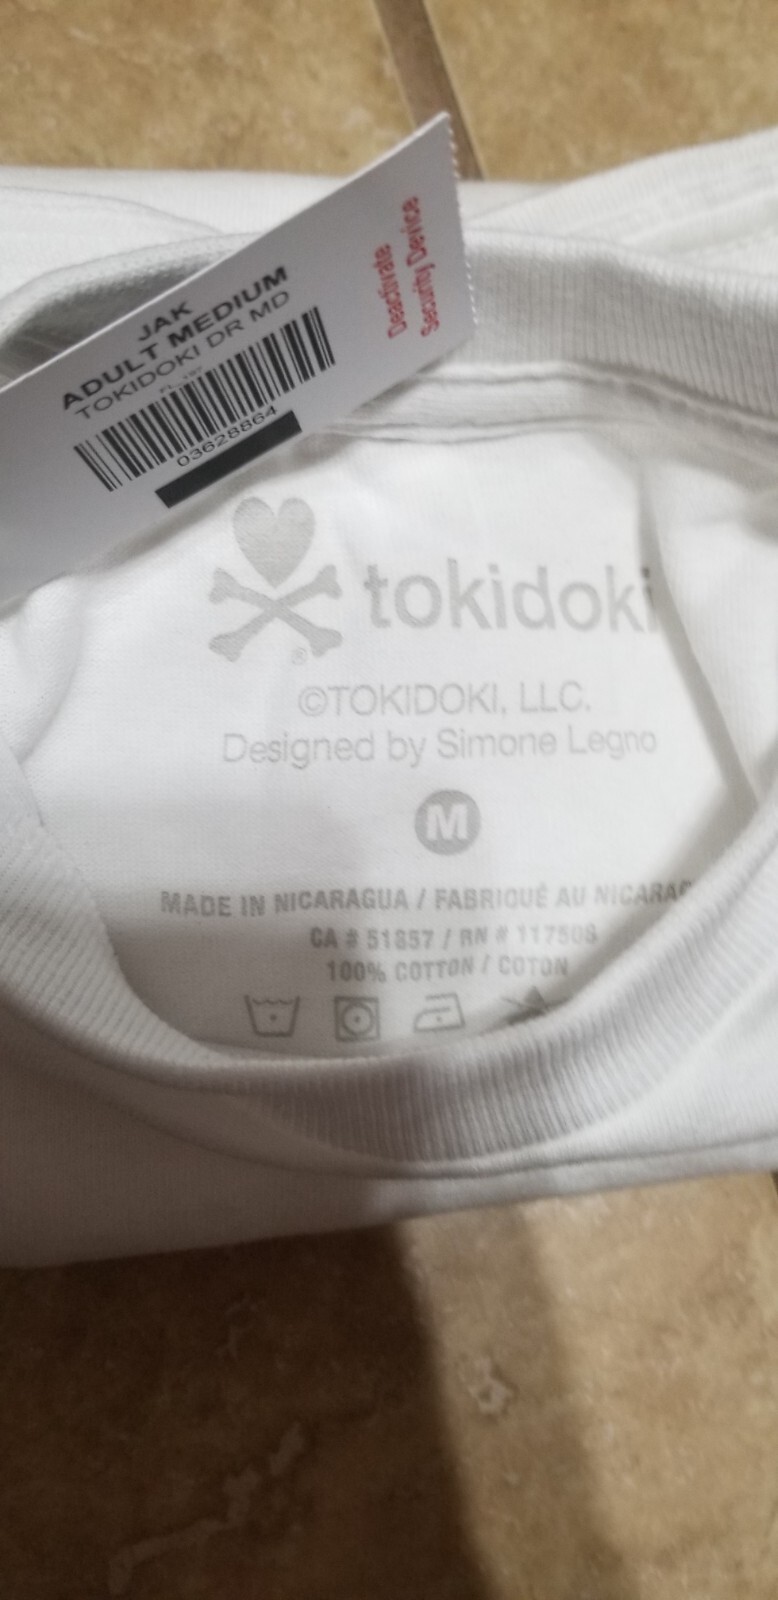 JAK
ADULT MEDIUM
TOKIDOKI DR MD
03628864
Deactivate
Security Device
tokidoki
®
©TOKIDOKI, LLC.
Designed by Simone Legno
M
MADE IN NICARAGUA / FABRIQUÉ AU NICARAG
CA # 51857 / RN # 117508
100% COTTON / COTON